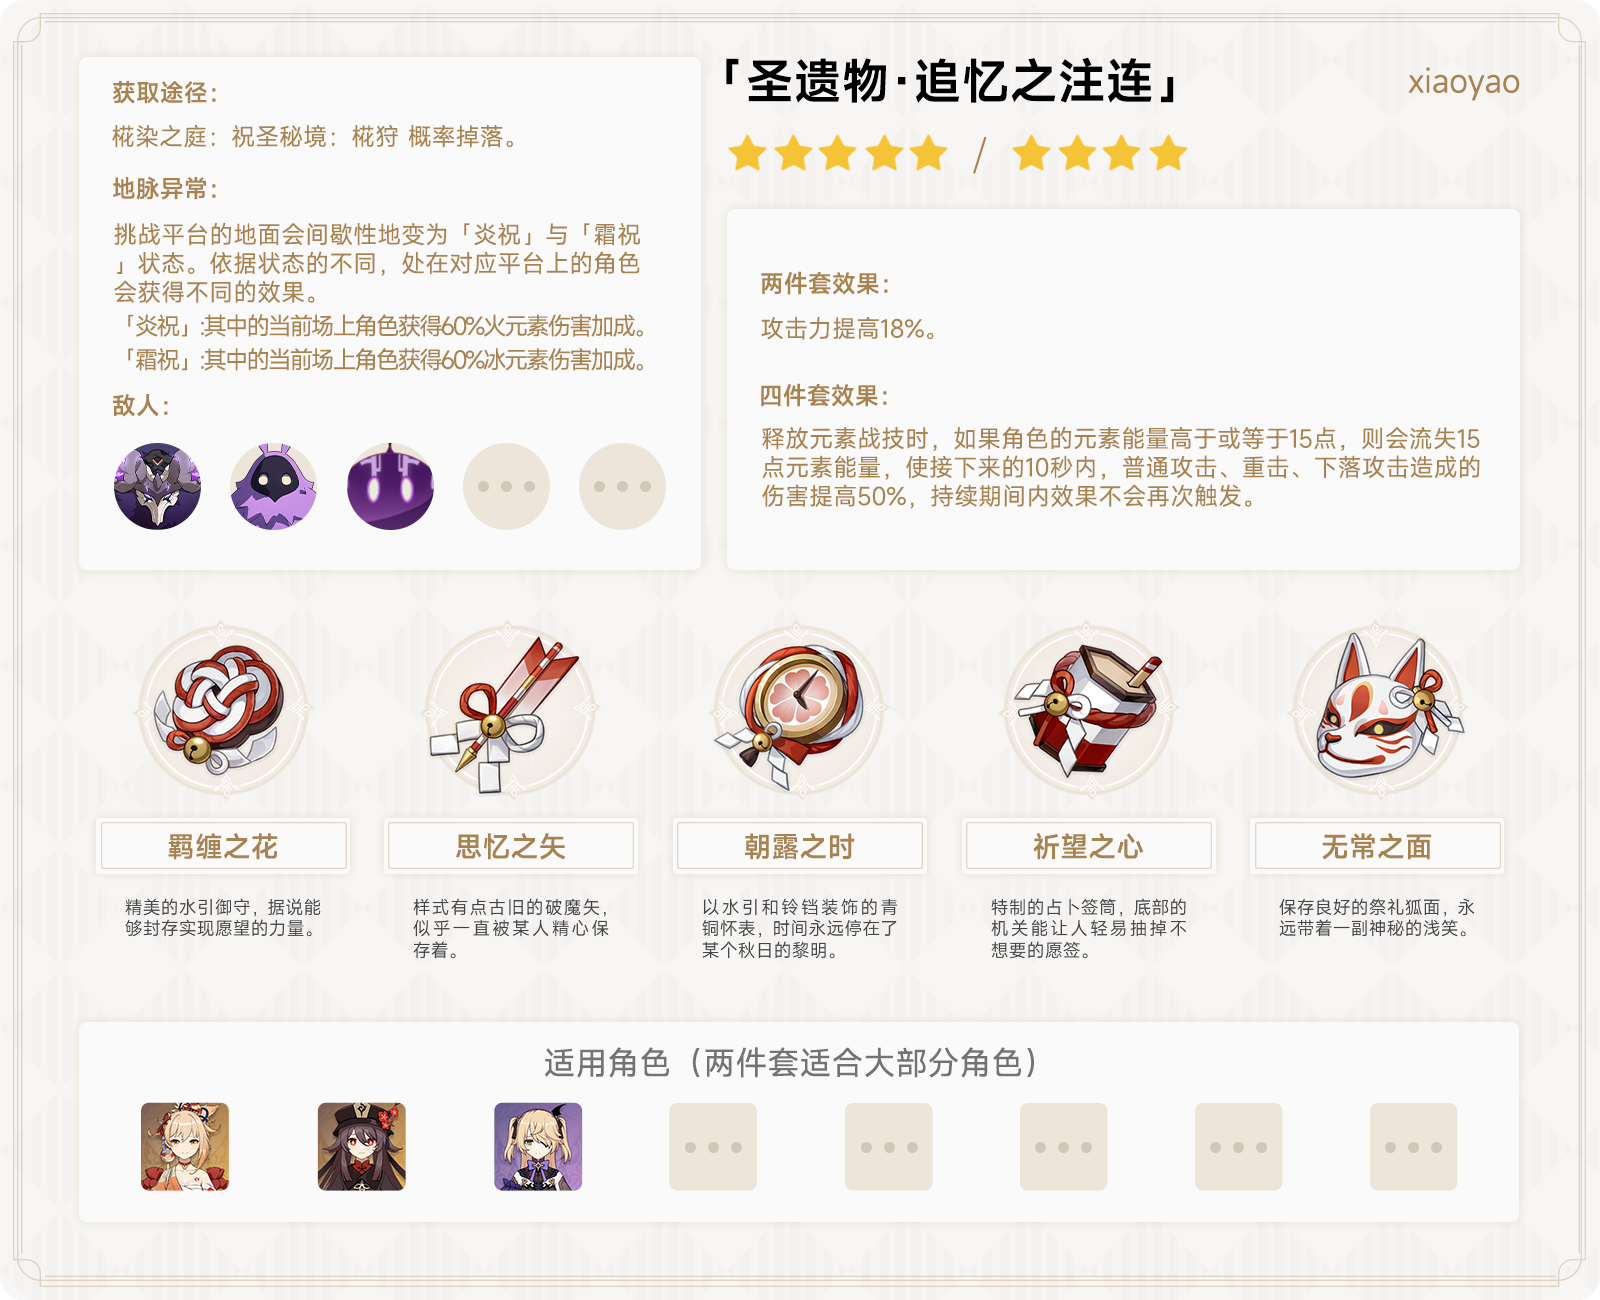 获取途径：
椛染之庭：祝圣秘境：椛狩 概率掉落。
地脉异常：
挑战平台的地面会间歇性地变为「炎祝」与「霜祝
」状态。依据状态的不同，处在对应平台上的角色
会获得不同的效果。
「炎祝」:其中的当前场上角色获得60%火元素伤害加成。
「霜祝」:其中的当前场上角色获得60%冰元素伤害加成。
敌人：
「圣遗物·追忆之注连」
xiaoyao
/
两件套效果：
攻击力提高18%。
四件套效果：
释放元素战技时，如果角色的元素能量高于或等于15点，则会流失15
点元素能量，使接下来的10秒内，普通攻击、重击、下落攻击造成的
伤害提高50%，持续期间内效果不会再次触发。
羁缠之花
精美的水引御守，据说能
够封存实现愿望的力量。
思忆之矢
样式有点古旧的破魔矢，
似乎一直被某人精心保
存着。
朝露之时
以水引和铃铛装饰的青
铜怀表，时间永远停在了
某个秋日的黎明。
祈望之心
特制的占卜签筒，底部的
机关能让人轻易抽掉不
想要的愿签。
无常之面
保存良好的祭礼狐面，永
远带着一副神秘的浅笑。
适用角色（两件套适合大部分角色）